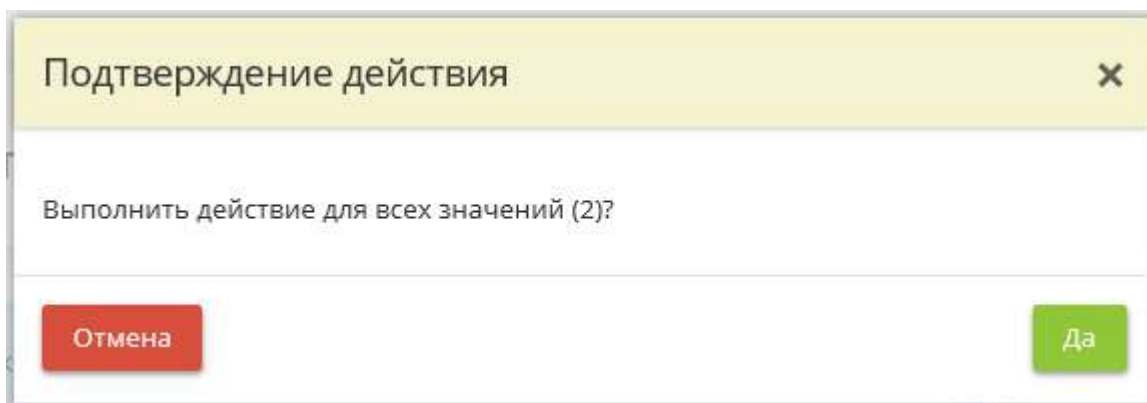 Подтверждение действия
Выполнить действие для всех значений (2)?
Отмена
Да